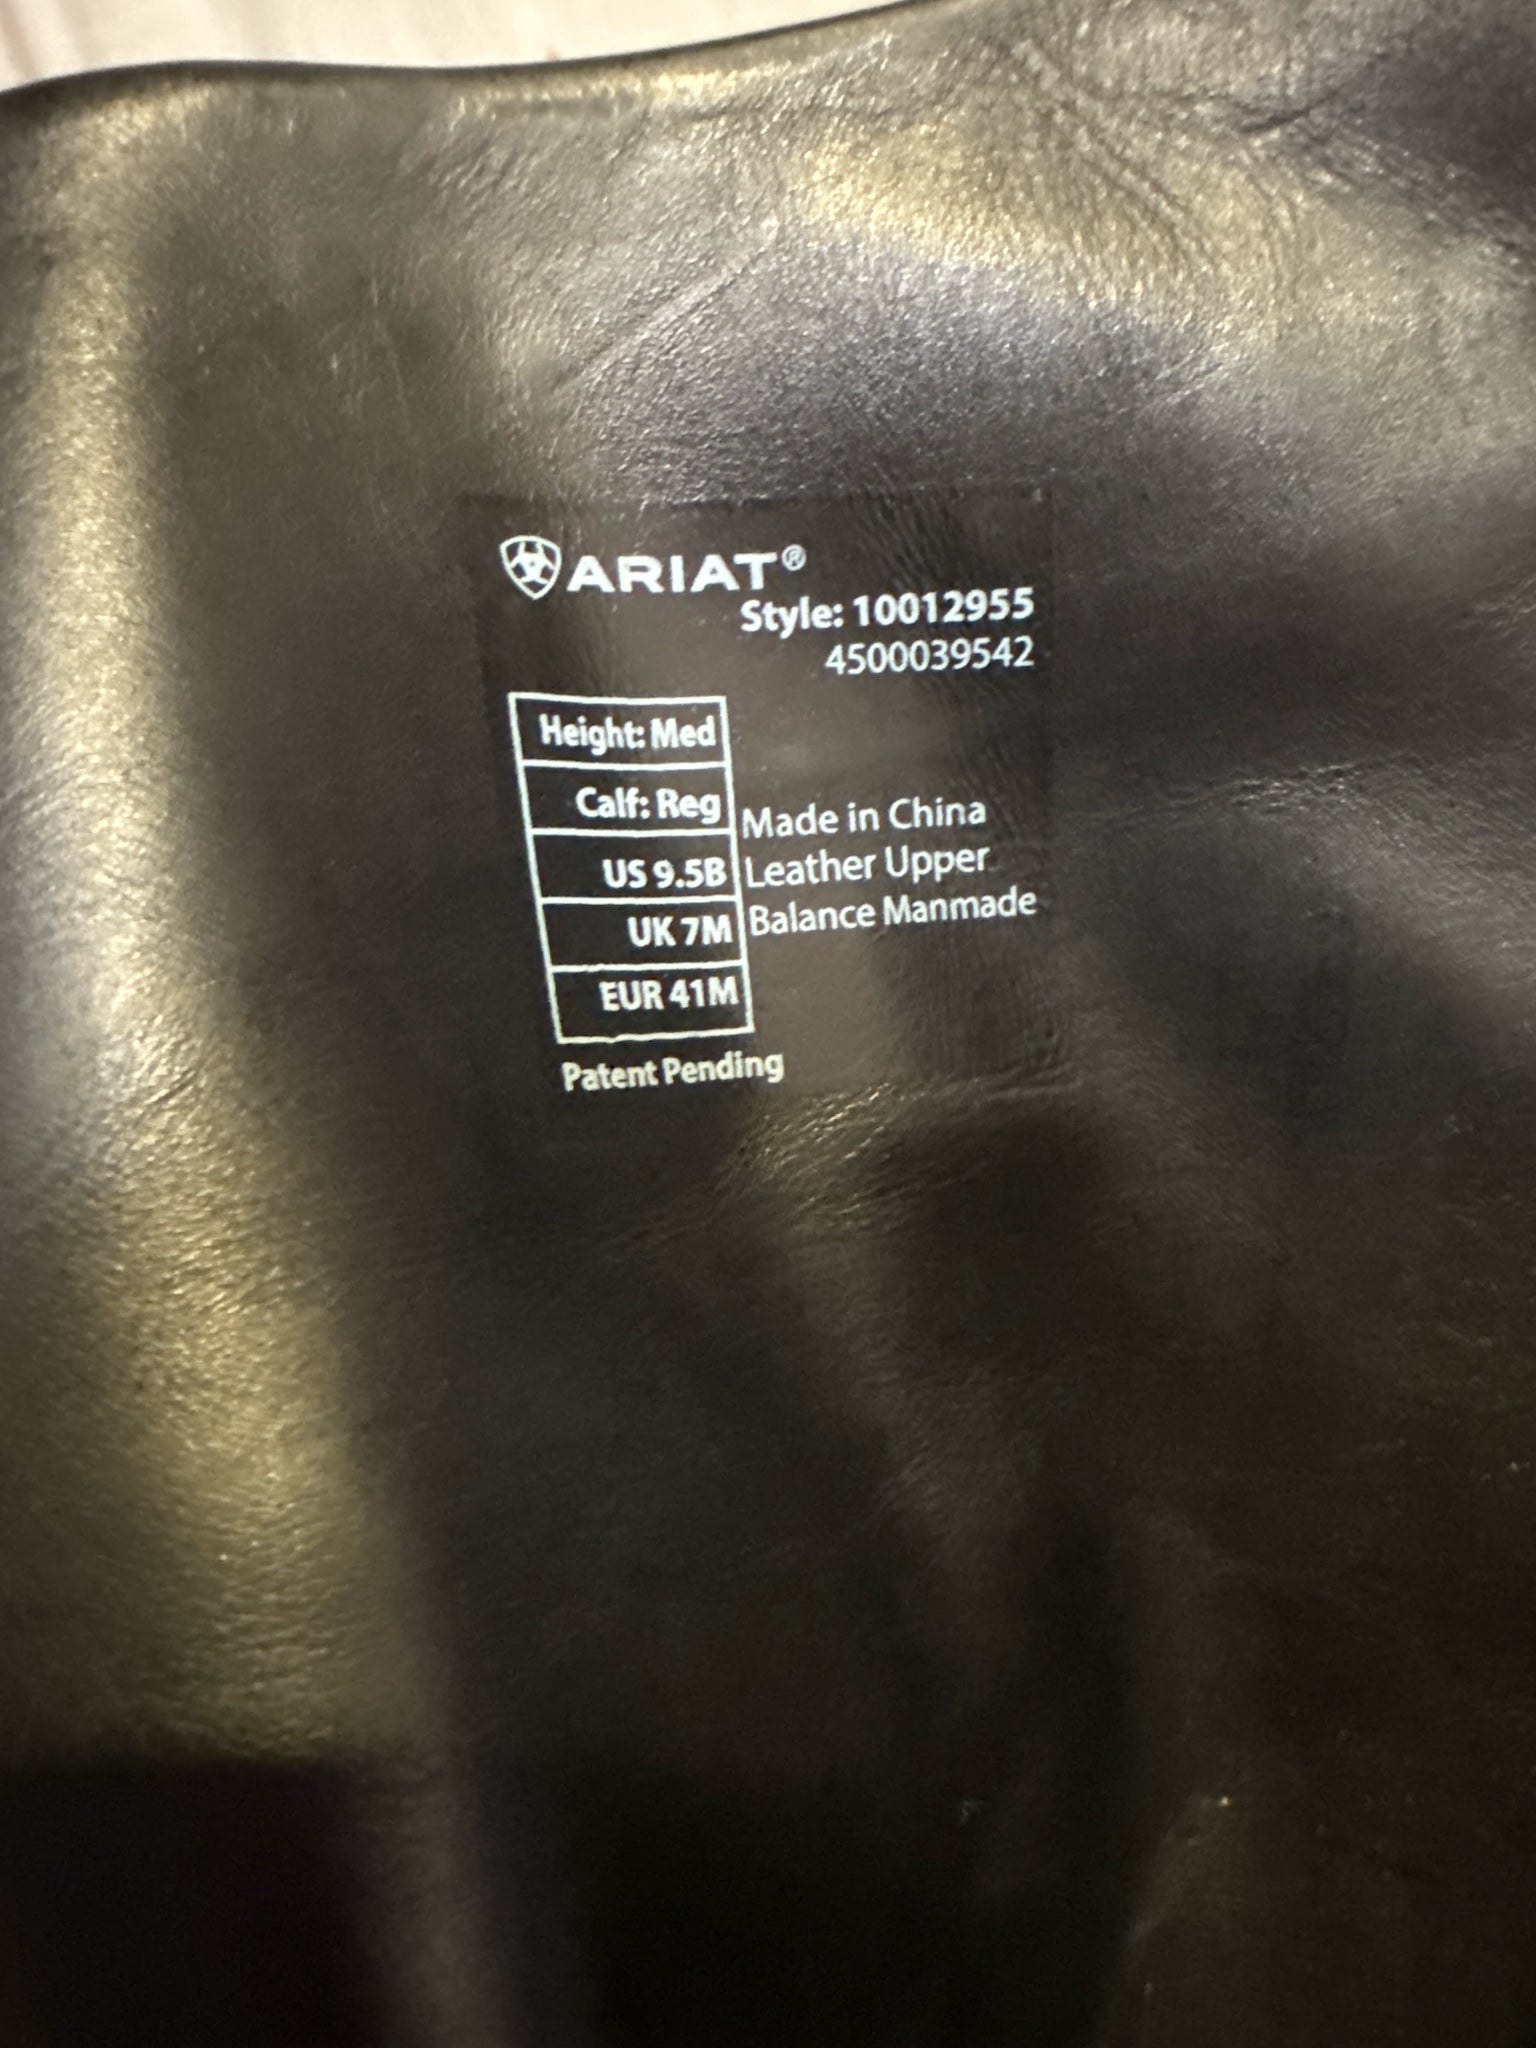 ARIAT®
Style: 10012955
4500039542
Height: Med
Calf: Reg
US 9.5B
UK 7M
EUR 41M
Made in China
Leather Upper
Balance Manmade
Patent Pending